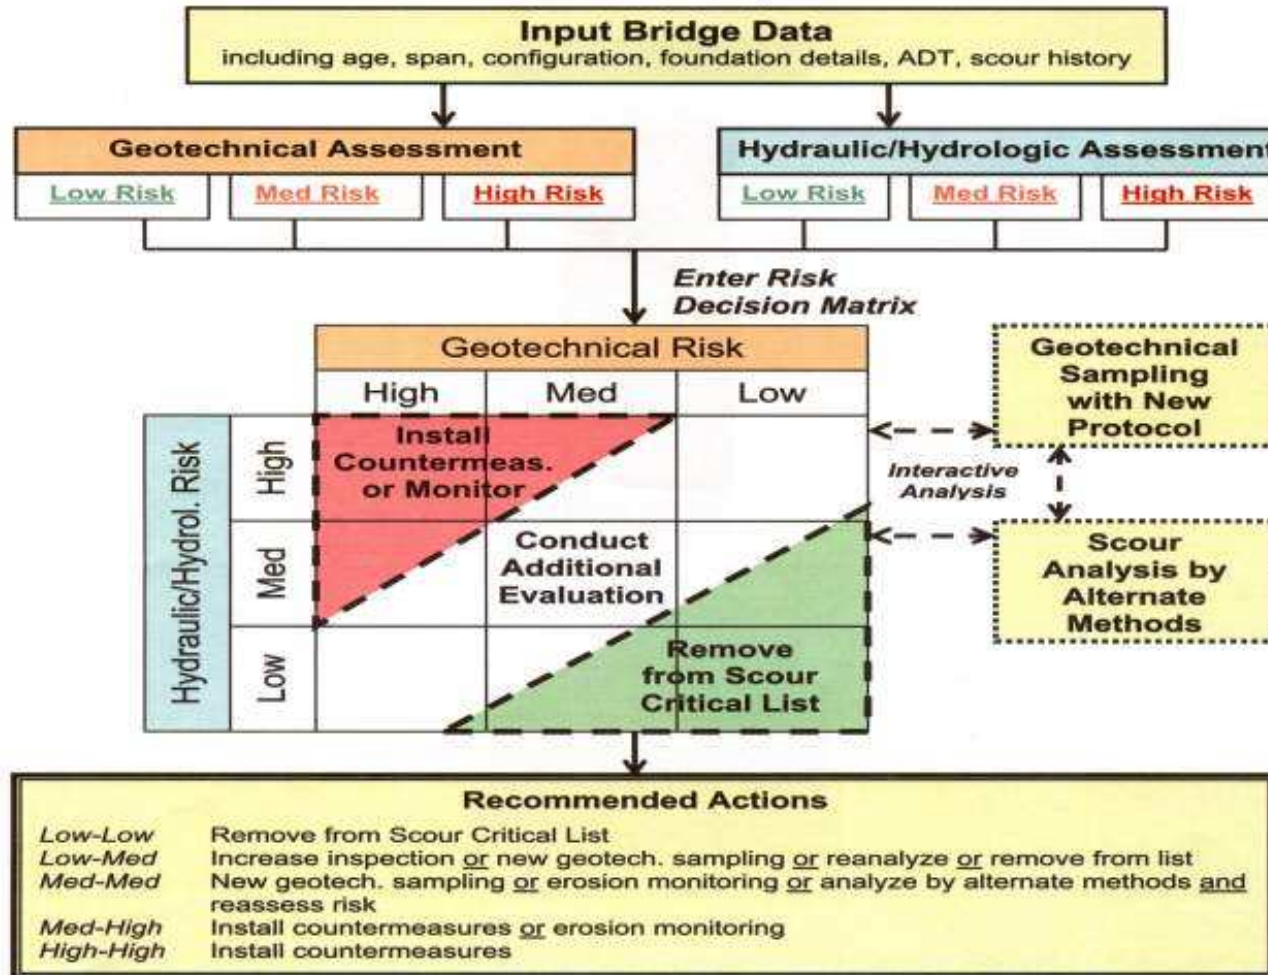 Input Bridge Data
including age, span, configuration, foundation details, ADT, scour history
Geotechnical Assessment
Low Risk
Med Risk
High Risk
Hydraulic/Hydrologic Assessment
Low Risk
Med Risk
High Risk
Enter Risk
Decision Matrix
Geotechnical Risk
High
Med
Low
Hydraulic/Hydrol. Risk
High
Med
Low
Install
Countermeas.
or Monitor
Conduct
Additional
Evaluation
Remove
from Scour
Critical List
Geotechnical
Sampling
with New
Protocol
Interactive
Analysis
Scour
Analysis by
Alternate
Methods
Recommended Actions
Low-Low Remove from Scour Critical List
Low-Med Increase inspection or new geotech. sampling or reanalyze or remove from list
Med-Med New geotech. sampling or erosion monitoring or analyze by alternate methods and
reassess risk
Med-High Install countermeasures or erosion monitoring
High-High Install countermeasures